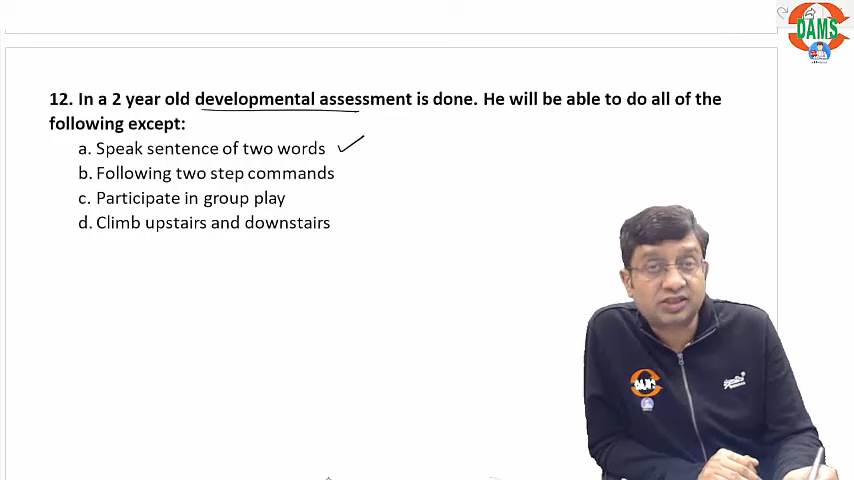 DAMS
12. In a 2 year old developmental assessment is done. He will be able to do all of the
following except:
a. Speak sentence of two words
b. Following two step commands
c. Participate in group play
d. Climb upstairs and downstairs
DAMS